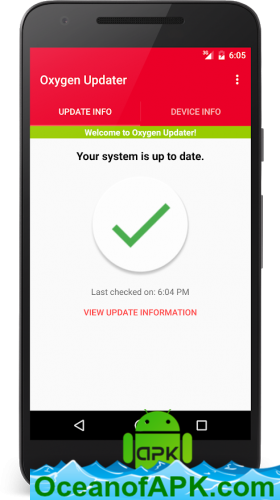 3G 6:05
Oxygen Updater
UPDATE INFO DEVICE INFO
Welcome to Oxygen Updater!
Your system is up to date.
Last checked on: 6:04 PM
VIEW UPDATE INFORMATION
APK
OceanofAPK.com